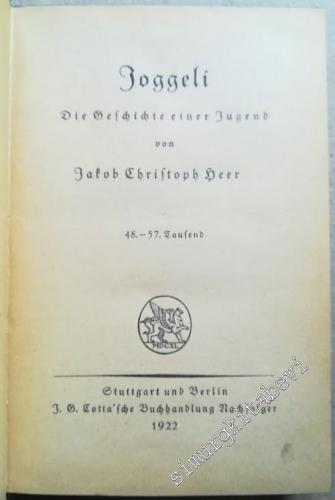 Joggeli
Die Geschichte einer Jugend
von
Jakob Christoph Heer
48.–57. Tausend
MDCXL
Stuttgart und Berlin
J. G. Cotta'sche Buchhandlung Nachfolger
1922
simurgkitabevi